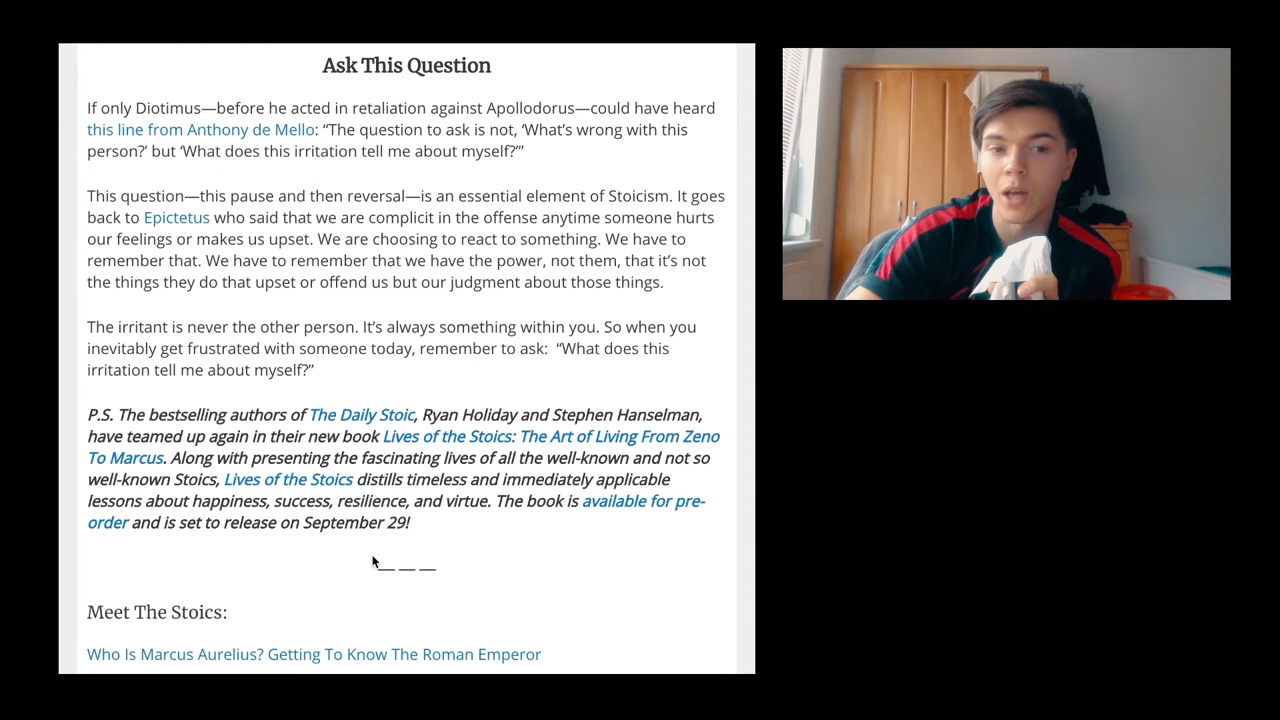 Ask This Question
If only Diotimus—before he acted in retaliation against Apollodorus—could have heard
this line from Anthony de Mello: “The question to ask is not, ‘What’s wrong with this
person?’ but ‘What does this irritation tell me about myself?’”
This question—this pause and then reversal—is an essential element of Stoicism. It goes
back to Epictetus who said that we are complicit in the offense anytime someone hurts
our feelings or makes us upset. We are choosing to react to something. We have to
remember that. We have to remember that we have the power, not them, that it’s not
the things they do that upset or offend us but our judgment about those things.
The irritant is never the other person. It’s always something within you. So when you
inevitably get frustrated with someone today, remember to ask:  “What does this
irritation tell me about myself?”
P.S. The bestselling authors of The Daily Stoic, Ryan Holiday and Stephen Hanselman,
have teamed up again in their new book Lives of the Stoics: The Art of Living From Zeno
To Marcus. Along with presenting the fascinating lives of all the well-known and not so
well-known Stoics, Lives of the Stoics distills timeless and immediately applicable
lessons about happiness, success, resilience, and virtue. The book is available for pre-
order and is set to release on September 29!
— — —
Meet The Stoics:
Who Is Marcus Aurelius? Getting To Know The Roman Emperor